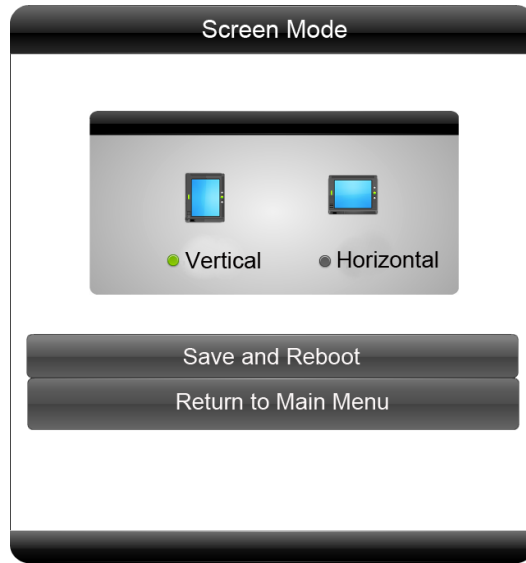 Screen Mode
Vertical
Horizontal
Save and Reboot
Return to Main Menu